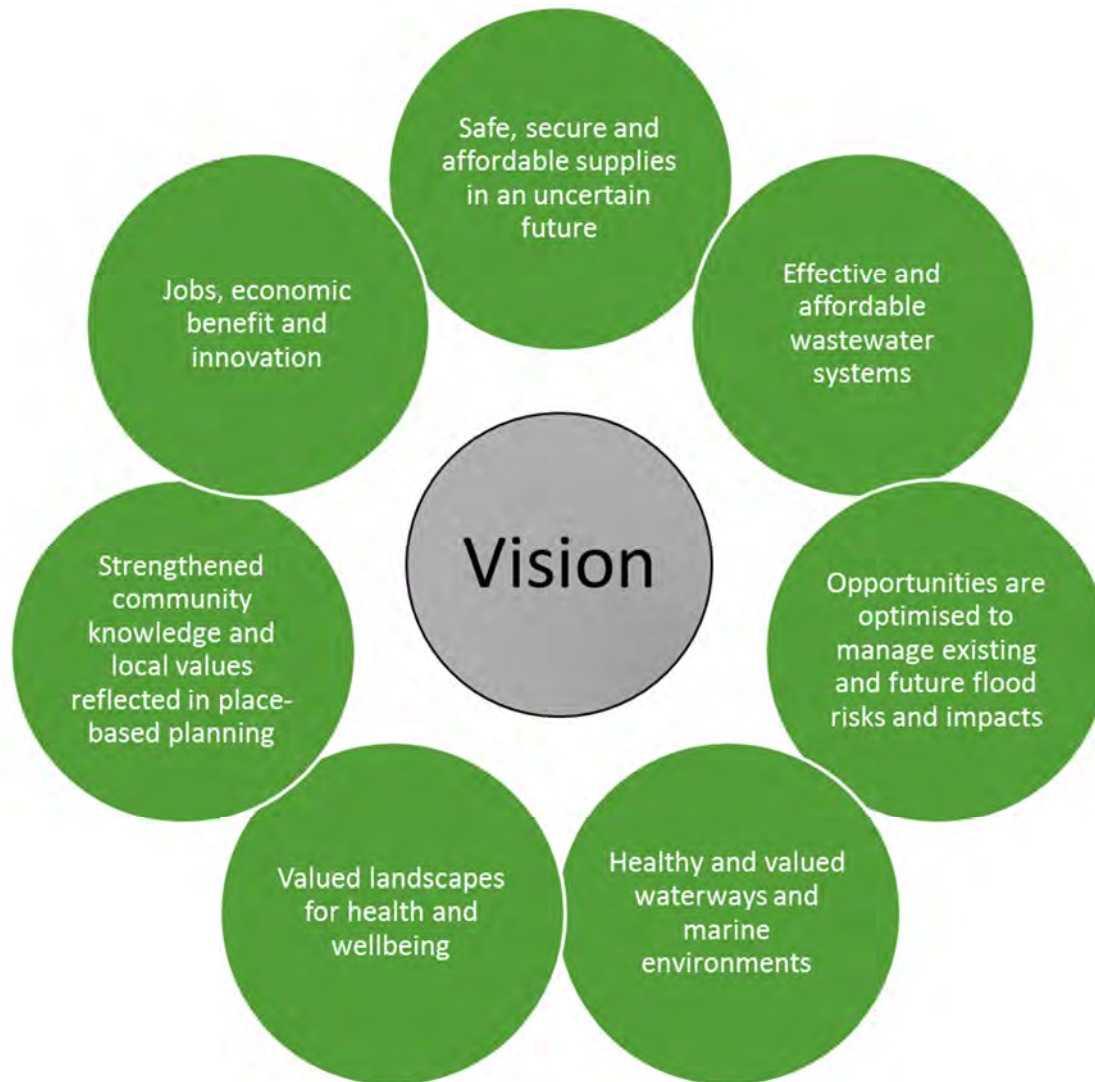 Safe, secure and
affordable supplies
in an uncertain
future
Effective and
affordable
wastewater
systems
Opportunities are
optimised to
manage existing
and future flood
risks and impacts
Healthy and valued
waterways and
marine
environments
Valued landscapes
for health and
wellbeing
Strengthened
community
knowledge and
local values
reflected in place-
based planning
Jobs, economic
benefit and
innovation
Vision